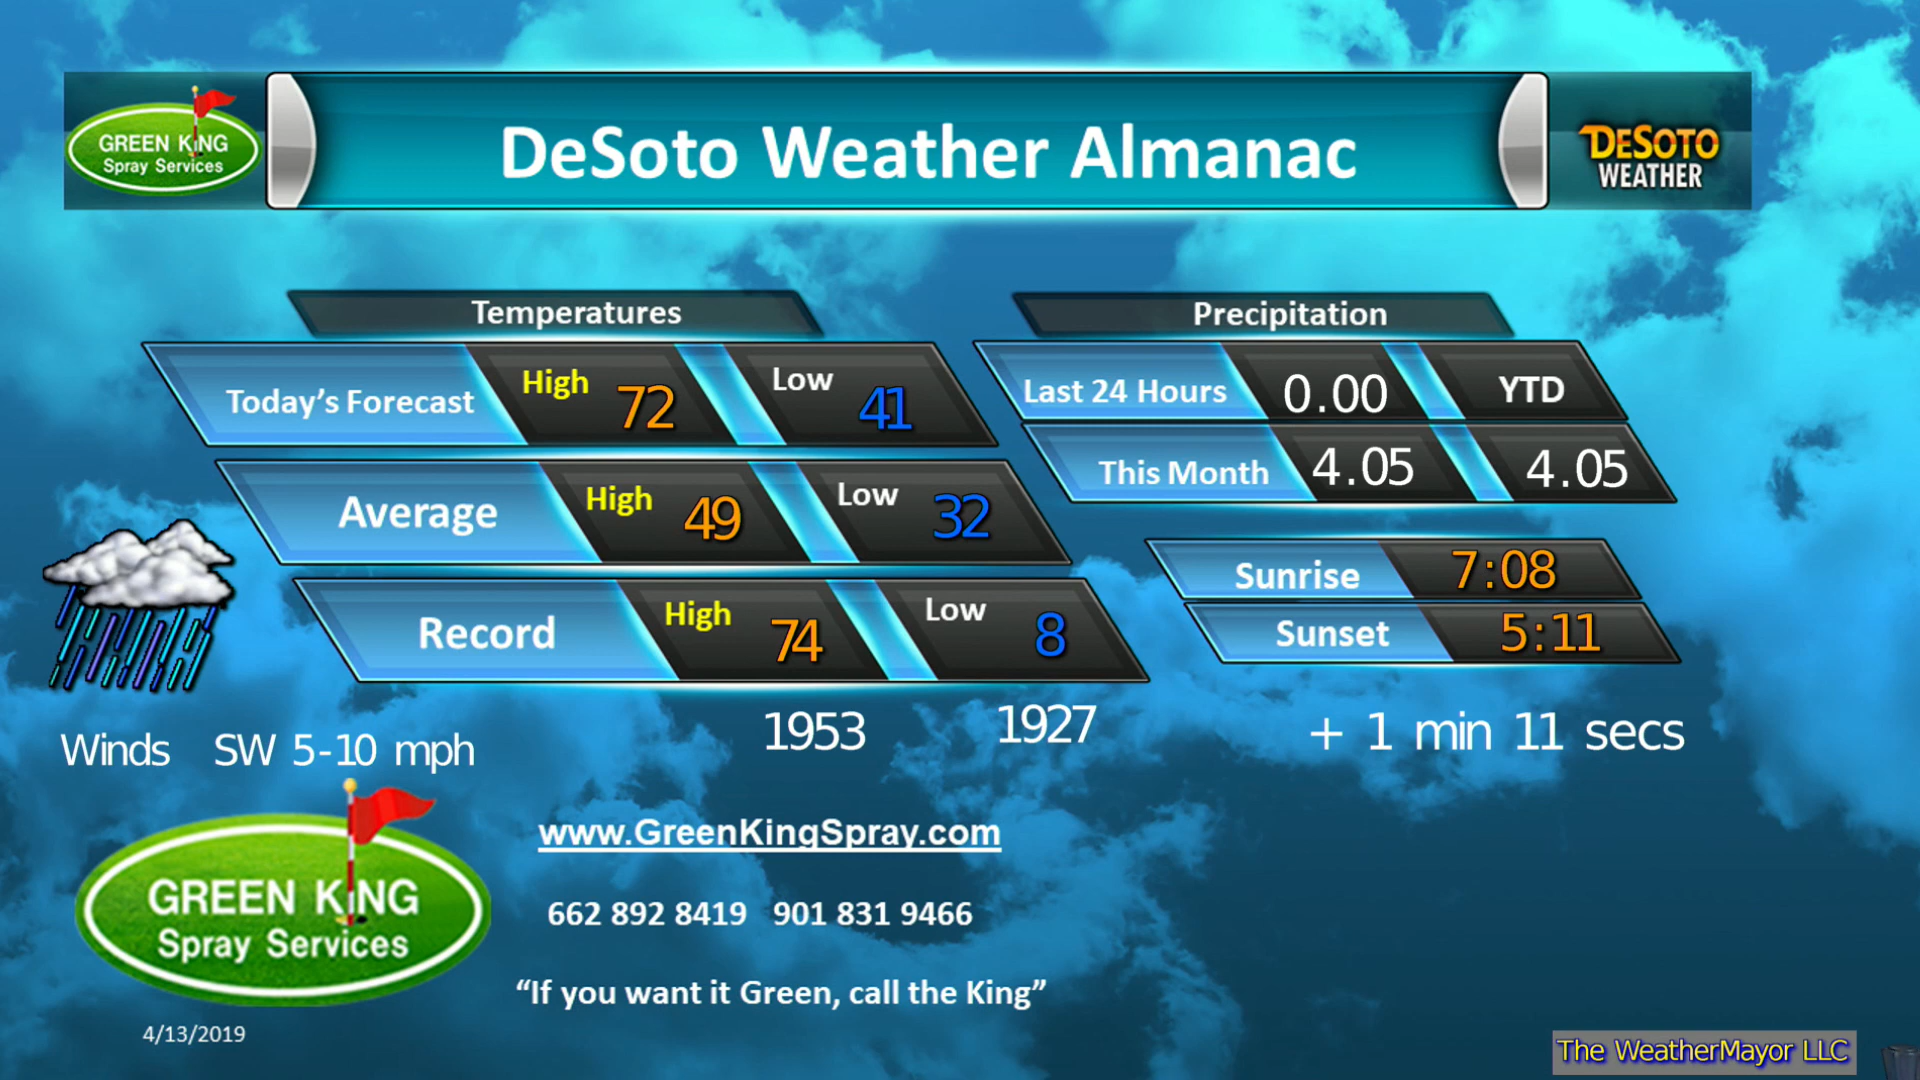 GREEN KING
Spray Services
DeSoto Weather Almanac
DESOTO
WEATHER
Temperatures
Today's Forecast High 72 Low 41
Average High 49 Low 32
Record High 74 Low 8
1953 1927
Precipitation
Last 24 Hours 0.00 YTD
This Month 4.05 4.05
Sunrise 7:08
Sunset 5:11
+ 1 min 11 secs
Winds SW 5-10 mph
GREEN KING
Spray Services
www.GreenKingSpray.com
662 892 8419 901 831 9466
“If you want it Green, call the King”
4/13/2019
The WeatherMayor LLC